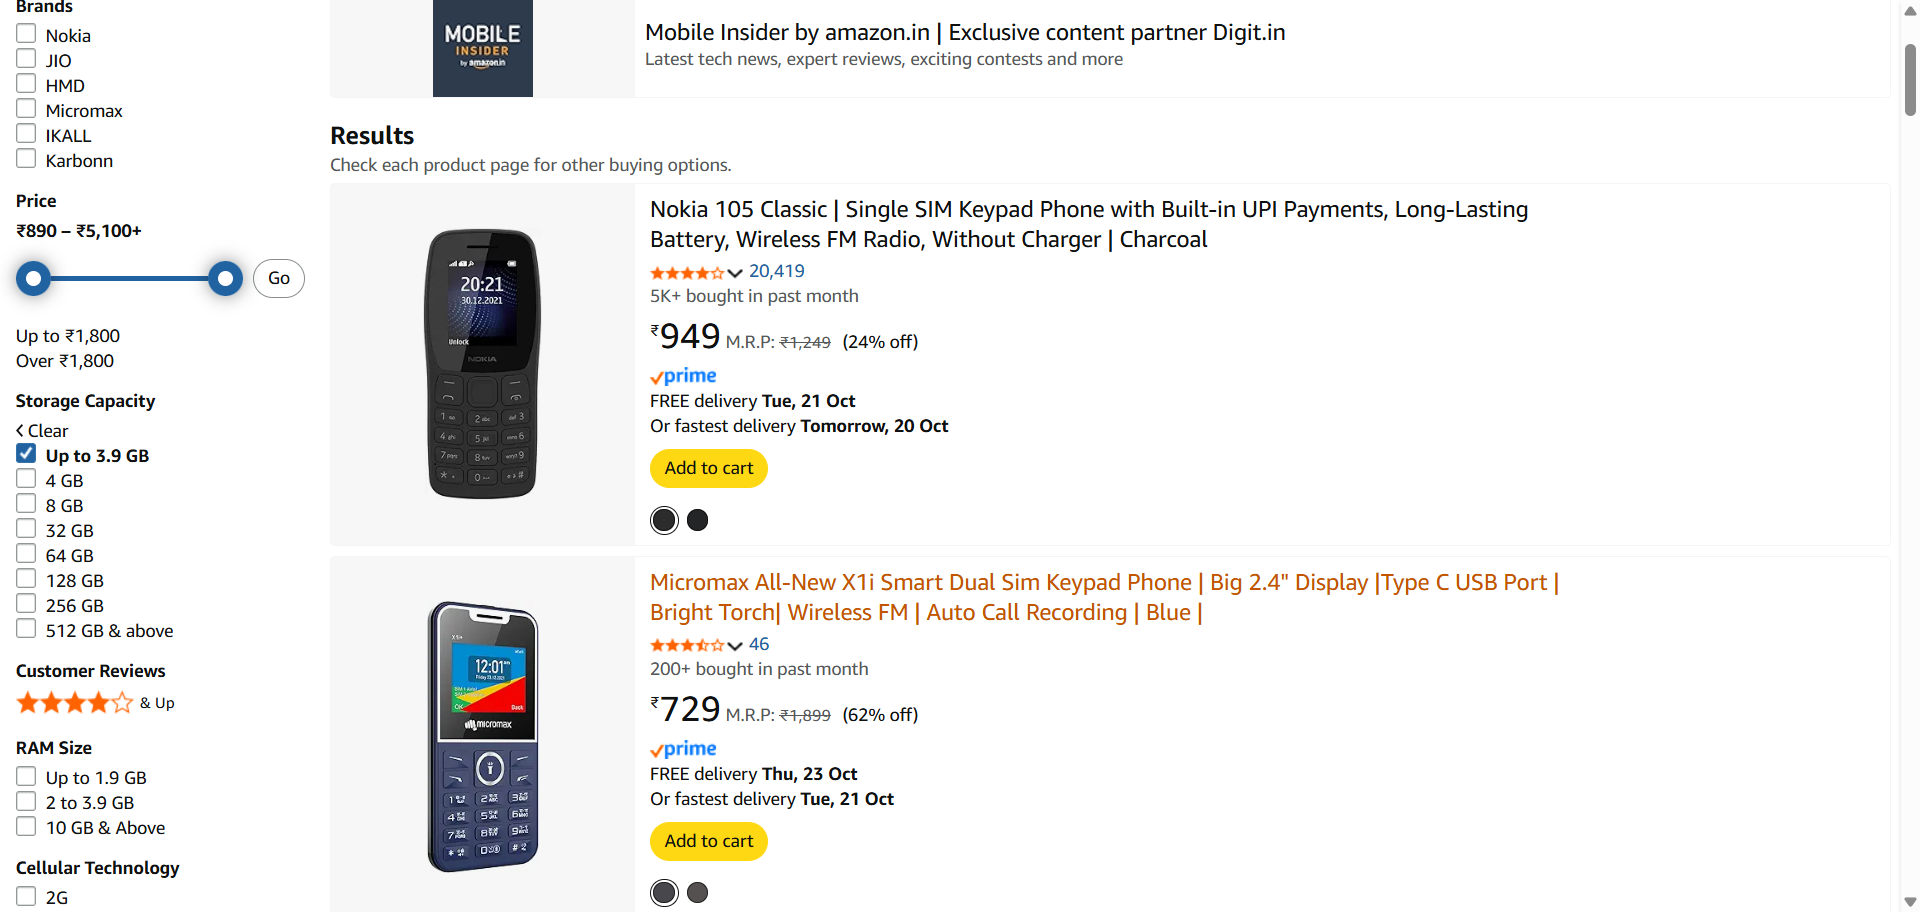 Brands
Nokia
JIO
HMD
Micromax
IKALL
Karbonn
Price
₹890 – ₹5,100+
Go
Up to ₹1,800
Over ₹1,800
Storage Capacity
Clear
Up to 3.9 GB
4 GB
8 GB
32 GB
64 GB
128 GB
256 GB
512 GB & above
Customer Reviews
& Up
RAM Size
Up to 1.9 GB
2 to 3.9 GB
10 GB & Above
Cellular Technology
2G
MOBILE
INSIDER
by amazon.in
Mobile Insider by amazon.in | Exclusive content partner Digit.in
Latest tech news, expert reviews, exciting contests and more
Results
Check each product page for other buying options.
20:21
30.12.2021
Unlock
NOKIA
Nokia 105 Classic | Single SIM Keypad Phone with Built-in UPI Payments, Long-Lasting
Battery, Wireless FM Radio, Without Charger | Charcoal
20,419
5K+ bought in past month
₹949 M.R.P: ₹1,249 (24% off)
prime
FREE delivery Tue, 21 Oct
Or fastest delivery Tomorrow, 20 Oct
Add to cart
X1i+
12:01
OK
Back
micromax
Micromax All-New X1i Smart Dual Sim Keypad Phone | Big 2.4" Display |Type C USB Port |
Bright Torch| Wireless FM | Auto Call Recording | Blue |
46
200+ bought in past month
₹729 M.R.P: ₹1,899 (62% off)
prime
FREE delivery Thu, 23 Oct
Or fastest delivery Tue, 21 Oct
Add to cart